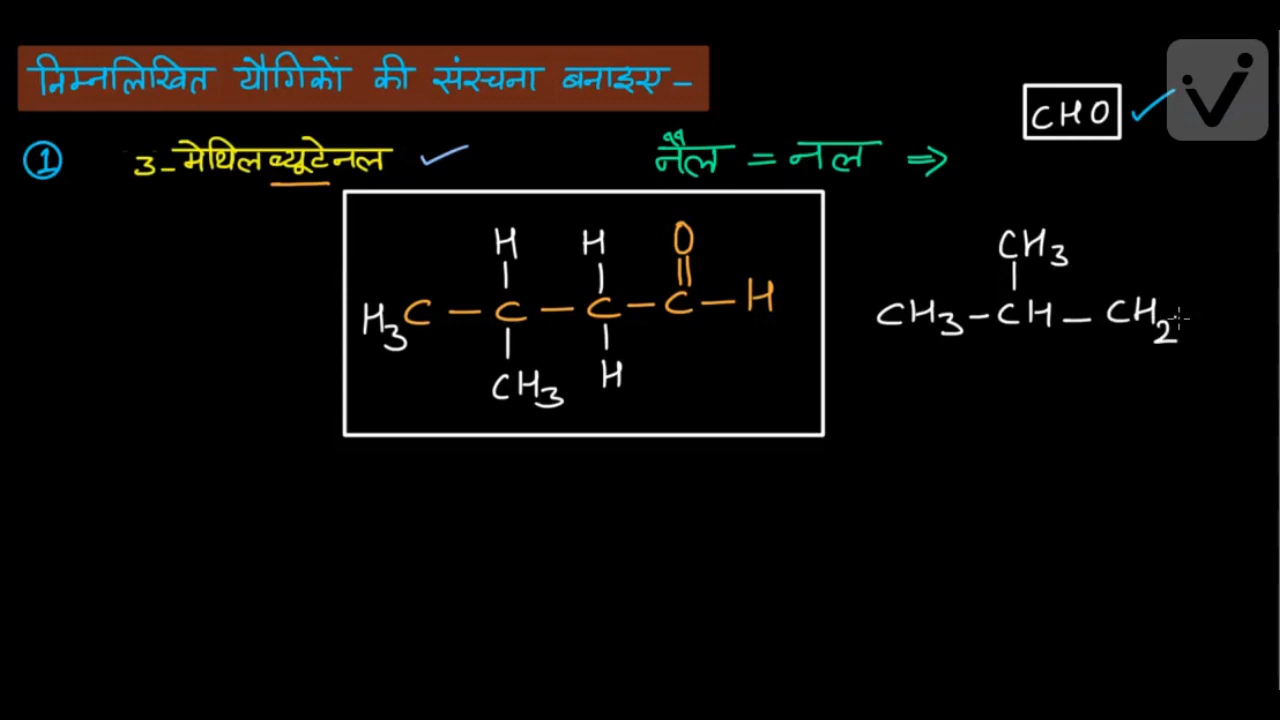 निम्नलिखित यौगिकों की संरचना बनाइए -
CHO
① 3-मेथिलब्यूटेनल
नैल = नल ⇒
H H O
H₃C - C - C - C - H
CH₃ H
CH₃
CH₃ - CH - CH₂